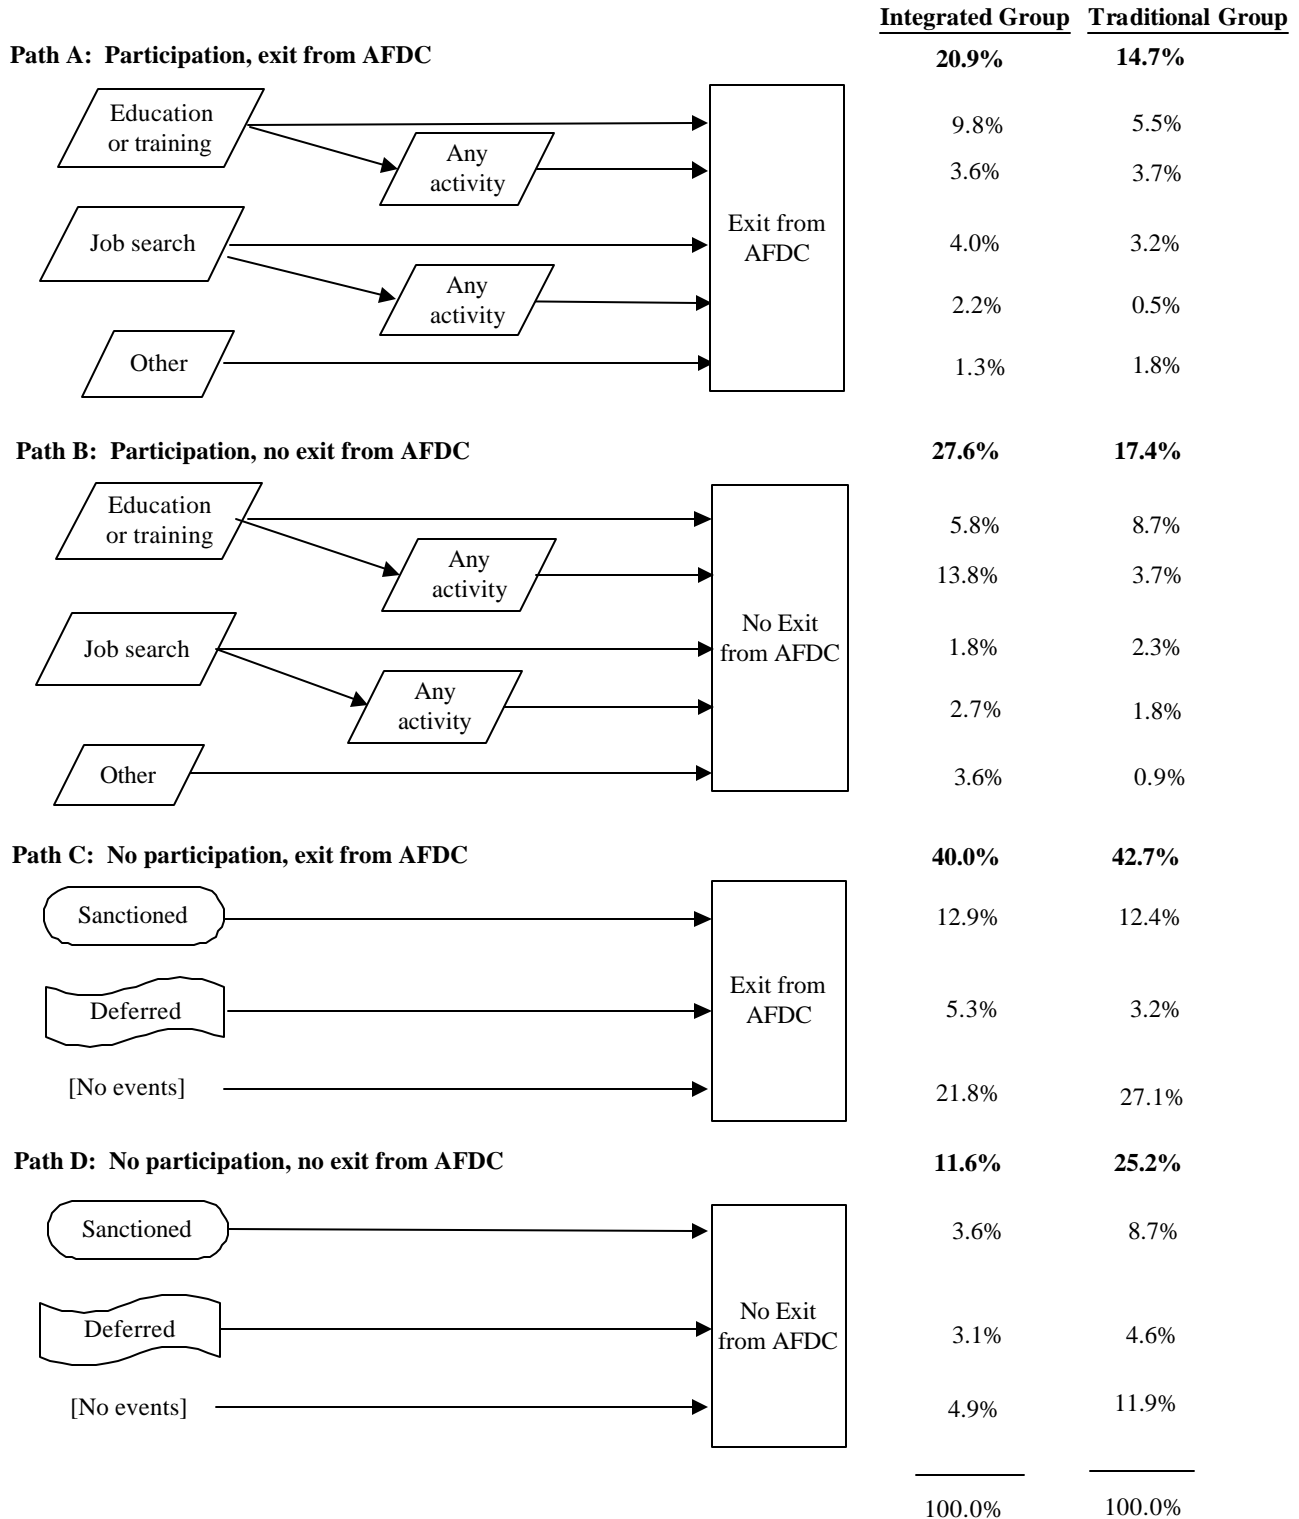 Integrated Group Traditional Group
Path A: Participation, exit from AFDC 20.9% 14.7%
Education
or training
9.8% 5.5%
Any
activity
3.6% 3.7%
Job search
Exit from
AFDC
4.0% 3.2%
Any
activity
2.2% 0.5%
Other
1.3% 1.8%
Path B: Participation, no exit from AFDC 27.6% 17.4%
Education
or training
5.8% 8.7%
Any
activity
13.8% 3.7%
Job search
No Exit
from AFDC
1.8% 2.3%
Any
activity
2.7% 1.8%
Other
3.6% 0.9%
Path C: No participation, exit from AFDC 40.0% 42.7%
Sanctioned
12.9% 12.4%
Deferred
Exit from
AFDC
5.3% 3.2%
[No events]
21.8% 27.1%
Path D: No participation, no exit from AFDC 11.6% 25.2%
Sanctioned
3.6% 8.7%
Deferred
No Exit
from AFDC
3.1% 4.6%
[No events]
4.9% 11.9%
100.0% 100.0%